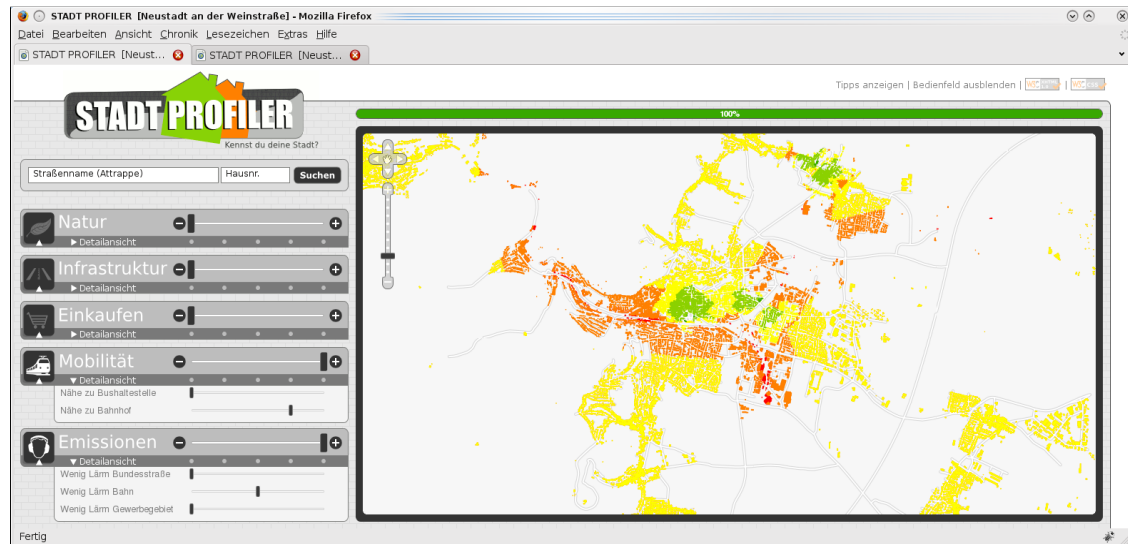 STADT PROFILER [Neustadt an der Weinstraße] - Mozilla Firefox
Datei Bearbeiten Ansicht Chronik Lesezeichen Extras Hilfe
STADT PROFILER [Neust... STADT PROFILER [Neust...
Tipps anzeigen | Bedienfeld ausblenden | W3C | W3C CSS
STADT PROFILER
Kennst du deine Stadt?
100%
Straßenname (Attrappe) Hausnr. Suchen
Natur
Detailansicht
Infrastruktur
Detailansicht
Einkaufen
Detailansicht
Mobilität
Detailansicht
Nähe zu Bushaltestelle
Nähe zu Bahnhof
Emissionen
Detailansicht
Wenig Lärm Bundesstraße
Wenig Lärm Bahn
Wenig Lärm Gewerbegebiet
Fertig